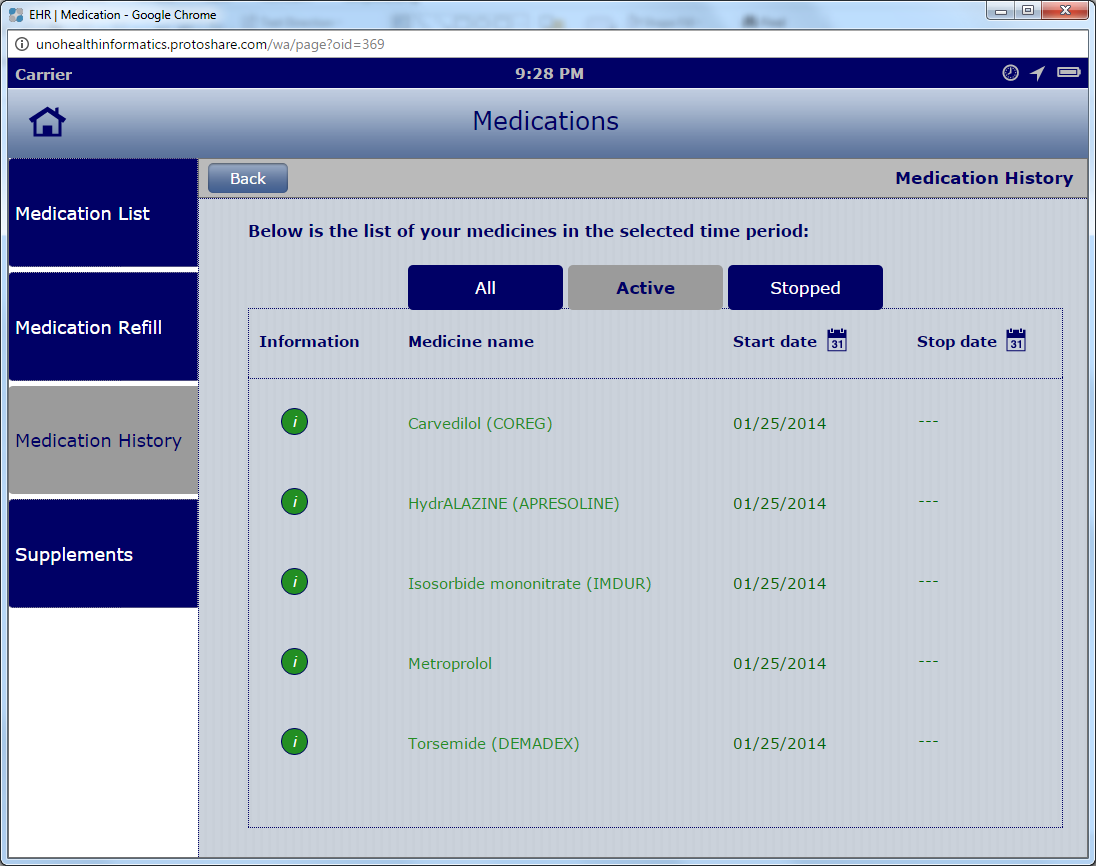 EHR | Medication - Google Chrome
unohealthinformatics.protoshare.com/wa/page?oid=369
Carrier 9:28 PM
Medications
Medication List
Medication Refill
Medication History
Supplements
Back Medication History
Below is the list of your medicines in the selected time period:
All Active Stopped
Information Medicine name Start date 31 Stop date 31
i Carvedilol (COREG) 01/25/2014 ---
i HydrALAZINE (APRESOLINE) 01/25/2014 ---
i Isosorbide mononitrate (IMDUR) 01/25/2014 ---
i Metroprolol 01/25/2014 ---
i Torsemide (DEMADEX) 01/25/2014 ---